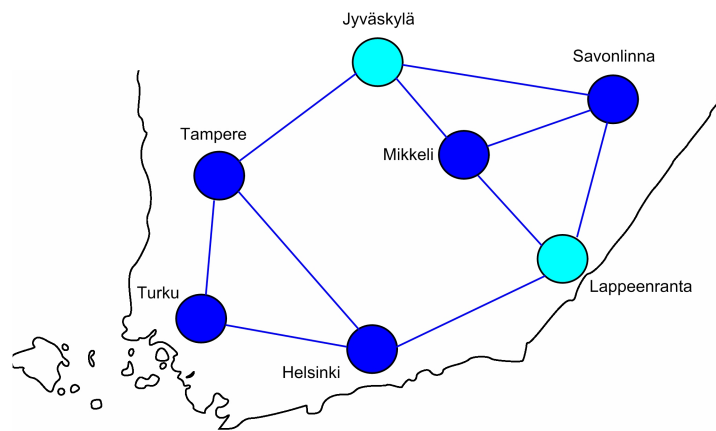 Jyväskylä
Savonlinna
Tampere
Mikkeli
Turku
Lappeenranta
Helsinki